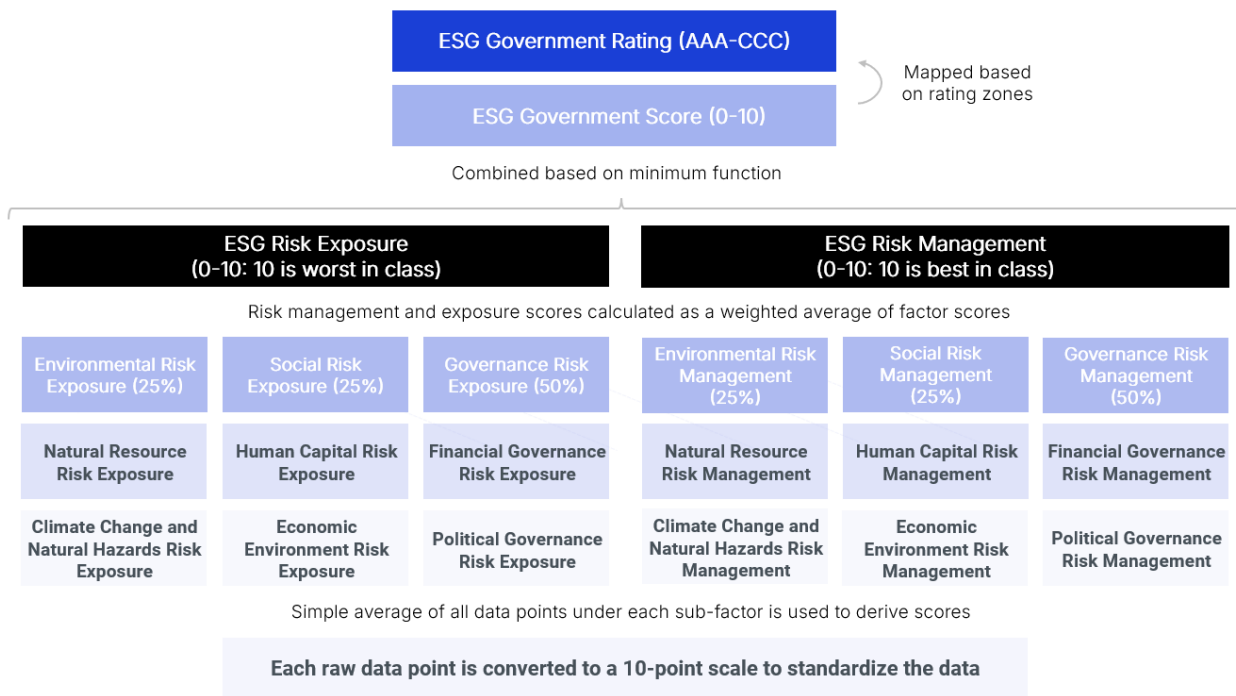 ESG Government Rating (AAA-CCC)
Mapped based
on rating zones
ESG Government Score (0-10)
Combined based on minimum function
ESG Risk Exposure
(0-10: 10 is worst in class)
ESG Risk Management
(0-10: 10 is best in class)
Risk management and exposure scores calculated as a weighted average of factor scores
Environmental Risk
Exposure (25%)
Social Risk
Exposure (25%)
Governance Risk
Exposure (50%)
Environmental Risk
Management
(25%)
Social Risk
Management
(25%)
Governance Risk
Management
(50%)
Natural Resource
Risk Exposure
Human Capital Risk
Exposure
Financial Governance
Risk Exposure
Natural Resource
Risk Management
Human Capital Risk
Management
Financial Governance
Risk Management
Climate Change and
Natural Hazards Risk
Exposure
Economic
Environment Risk
Exposure
Political Governance
Risk Exposure
Climate Change and
Natural Hazards Risk
Management
Economic
Environment Risk
Management
Political Governance
Risk Management
Simple average of all data points under each sub-factor is used to derive scores
Each raw data point is converted to a 10-point scale to standardize the data